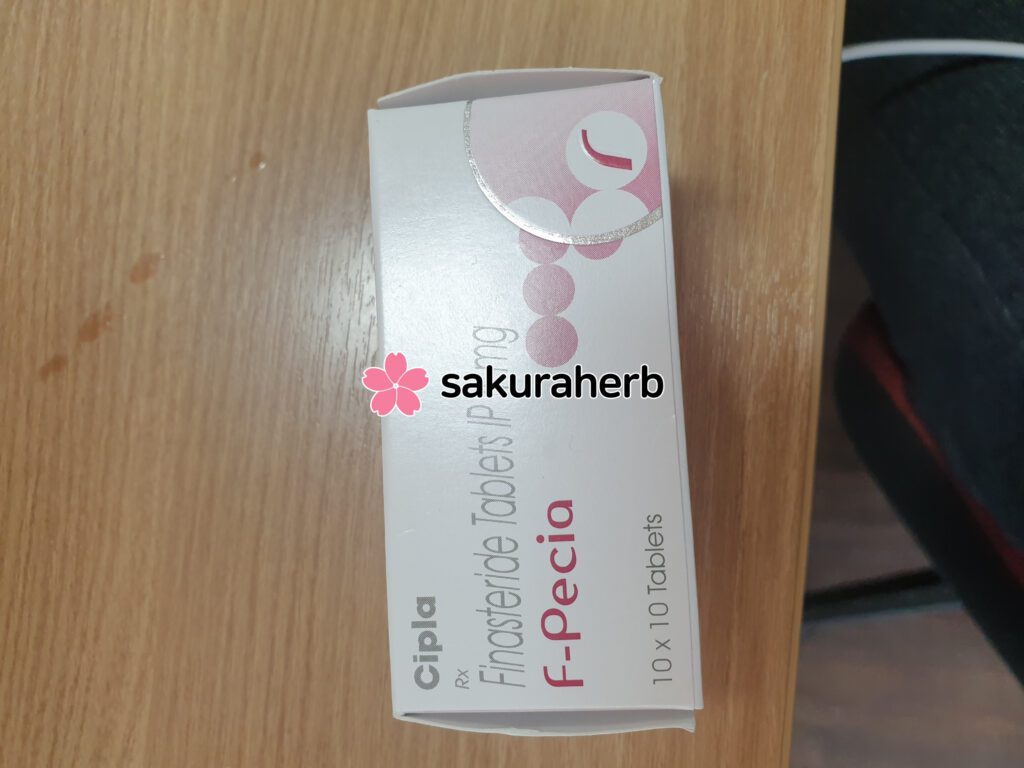 Cipla
Rx
Finasteride Tablets IP mg
F-Pecia
10 x 10 Tablets
sakuraherb